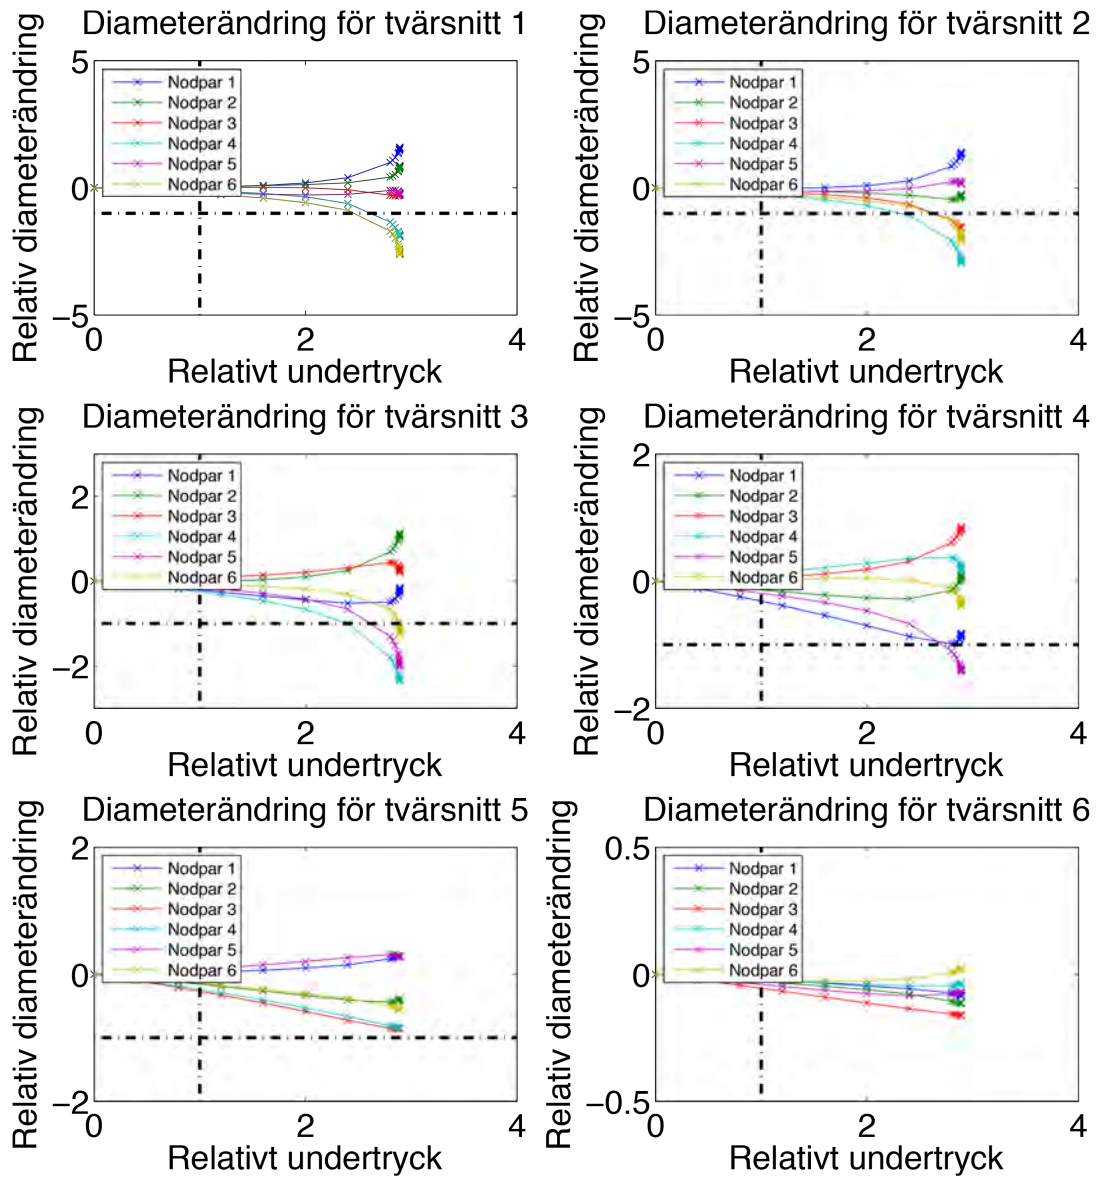 Diameterändring för tvärsnitt 1
Relativ diameterändring
5
0
−5
Nodpar 1
Nodpar 2
Nodpar 3
Nodpar 4
Nodpar 5
Nodpar 6
0 2 4
Relativt undertryck
Diameterändring för tvärsnitt 2
Relativ diameterändring
5
0
−5
Nodpar 1
Nodpar 2
Nodpar 3
Nodpar 4
Nodpar 5
Nodpar 6
0 2 4
Relativt undertryck
Diameterändring för tvärsnitt 3
Relativ diameterändring
2
0
−2
Nodpar 1
Nodpar 2
Nodpar 3
Nodpar 4
Nodpar 5
Nodpar 6
0 2 4
Relativt undertryck
Diameterändring för tvärsnitt 4
Relativ diameterändring
2
0
−2
Nodpar 1
Nodpar 2
Nodpar 3
Nodpar 4
Nodpar 5
Nodpar 6
0 2 4
Relativt undertryck
Diameterändring för tvärsnitt 5
Relativ diameterändring
2
0
−2
Nodpar 1
Nodpar 2
Nodpar 3
Nodpar 4
Nodpar 5
Nodpar 6
0 2 4
Relativt undertryck
Diameterändring för tvärsnitt 6
Relativ diameterändring
0.5
0
−0.5
Nodpar 1
Nodpar 2
Nodpar 3
Nodpar 4
Nodpar 5
Nodpar 6
0 2 4
Relativt undertryck